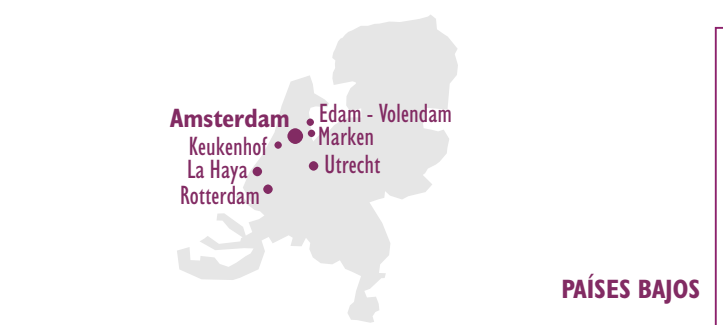 Edam - Volendam
Amsterdam
Marken
Keukenhof
Utrecht
La Haya
Rotterdam
PAÍSES BAJOS